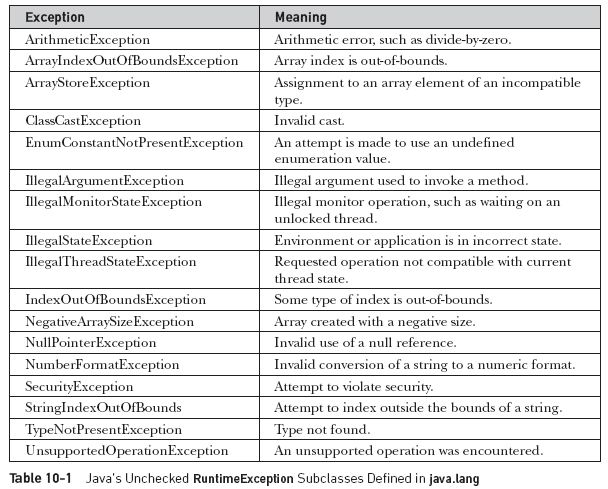 Exception Meaning
ArithmeticException Arithmetic error, such as divide-by-zero.
ArrayIndexOutOfBoundsException Array index is out-of-bounds.
ArrayStoreException Assignment to an array element of an incompatible
type.
ClassCastException Invalid cast.
EnumConstantNotPresentException An attempt is made to use an undefined
enumeration value.
IllegalArgumentException Illegal argument used to invoke a method.
IllegalMonitorStateException Illegal monitor operation, such as waiting on an
unlocked thread.
IllegalStateException Environment or application is in incorrect state.
IllegalThreadStateException Requested operation not compatible with current
thread state.
IndexOutOfBoundsException Some type of index is out-of-bounds.
NegativeArraySizeException Array created with a negative size.
NullPointerException Invalid use of a null reference.
NumberFormatException Invalid conversion of a string to a numeric format.
SecurityException Attempt to violate security.
StringIndexOutOfBounds Attempt to index outside the bounds of a string.
TypeNotPresentException Type not found.
UnsupportedOperationException An unsupported operation was encountered.
Table 10-1 Java's Unchecked RuntimeException Subclasses Defined in java.lang